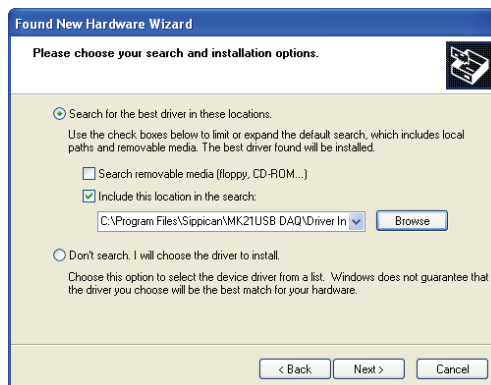 Found New Hardware Wizard
Please choose your search and installation options.
Search for the best driver in these locations.
Use the check boxes below to limit or expand the default search, which includes local
paths and removable media. The best driver found will be installed.
Search removable media (floppy, CD-ROM...)
Include this location in the search:
C:\Program Files\Sippican\MK21USB DAQ\Driver In
Browse
Don't search. I will choose the driver to install.
Choose this option to select the device driver from a list. Windows does not guarantee that
the driver you choose will be the best match for your hardware.
< Back
Next >
Cancel